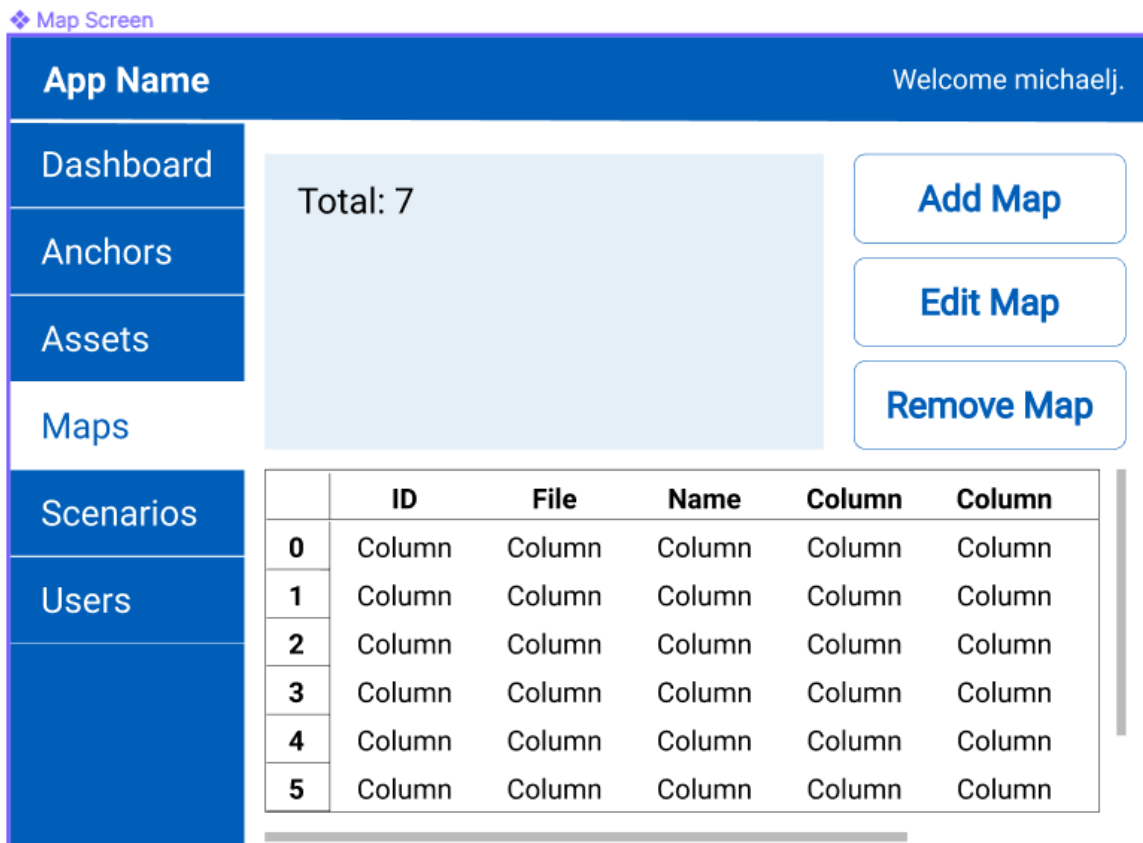 Map Screen
App Name
Welcome michaelj.
Dashboard
Anchors
Assets
Maps
Scenarios
Users
Total: 7
Add Map
Edit Map
Remove Map
ID File Name Column Column
0 Column Column Column Column Column
1 Column Column Column Column Column
2 Column Column Column Column Column
3 Column Column Column Column Column
4 Column Column Column Column Column
5 Column Column Column Column Column